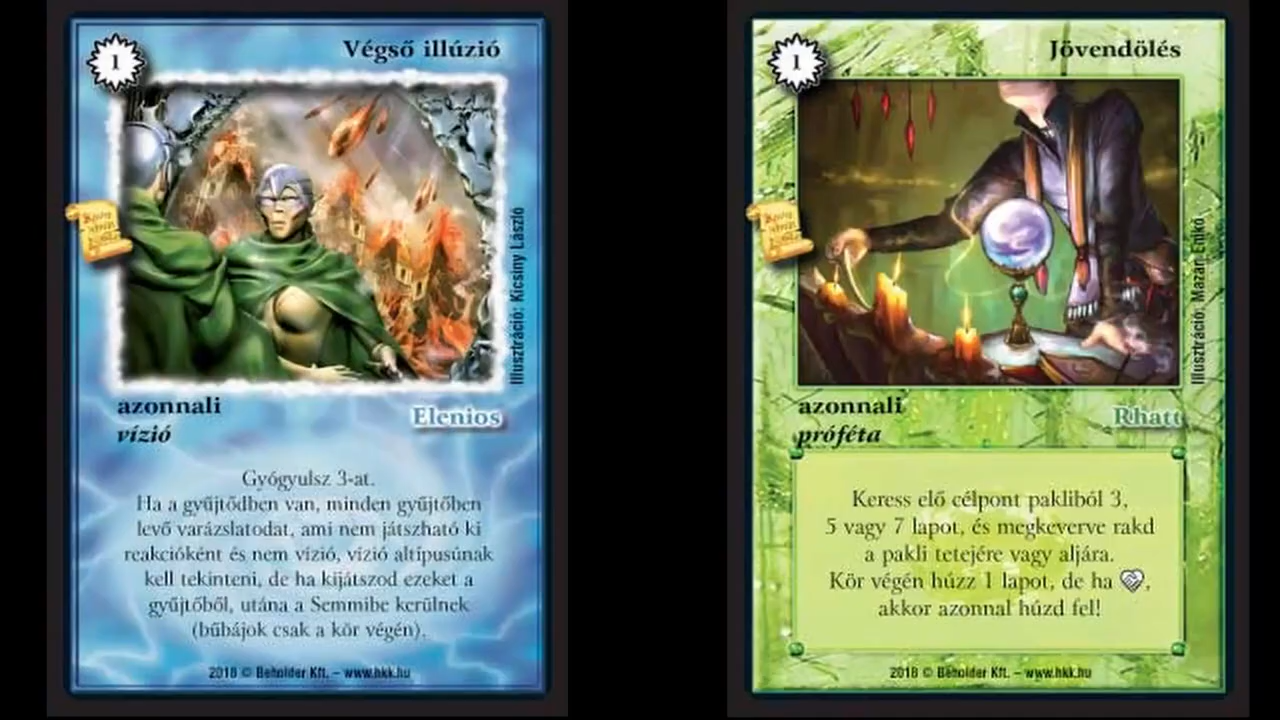 1
Végső illúzió
Illusztráció: Kicsiny László
azonnali
Elenios
vízió
Gyógyulsz 3-at.
Ha a gyűjtődben van, minden gyűjtőben
levő varázslatodat, ami nem játszható ki
reakcióként és nem vízió, vízió altípusúnak
kell tekinteni, de ha kijátszod ezeket a
gyűjtőből, utána a Semmibe kerülnek
(bűbájok csak a kör végén).
2018 © Beholder Kft. – www.hkk.hu
1
Jövendölés
Illusztráció: Mazán Enikő
azonnali
Rhatt
próféta
Keress elő célpont pakliból 3,
5 vagy 7 lapot, és megkeverve rakd
a pakli tetejére vagy aljára.
Kör végén húzz 1 lapot, de ha ,
akkor azonnal húzd fel!
2018 © Beholder Kft. – www.hkk.hu